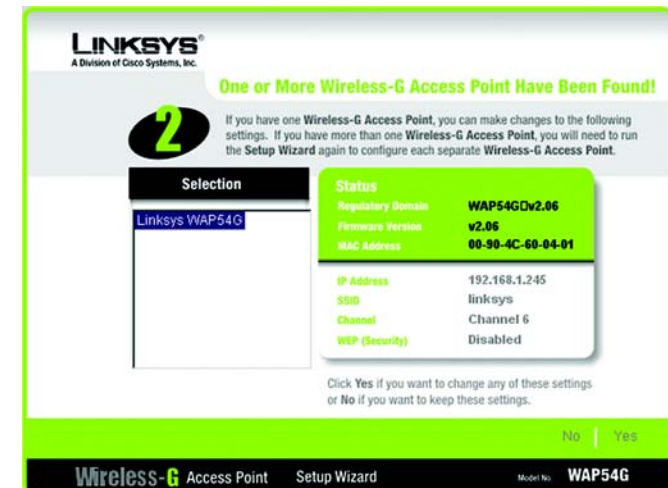 LINKSYS®
A Division of Cisco Systems, Inc.
One or More Wireless-G Access Point Have Been Found!
2
If you have one Wireless-G Access Point, you can make changes to the following
settings. If you have more than one Wireless-G Access Point, you will need to run
the Setup Wizard again to configure each separate Wireless-G Access Point.
Selection
Linksys WAP54G
Status
Regulatory Domain WAP54G▯v2.06
Firmware Version v2.06
MAC Address 00-90-4C-60-04-01
IP Address 192.168.1.245
SSID linksys
Channel Channel 6
WEP (Security) Disabled
Click Yes if you want to change any of these settings
or No if you want to keep these settings.
No | Yes
Wireless-G Access Point Setup Wizard Model No. WAP54G